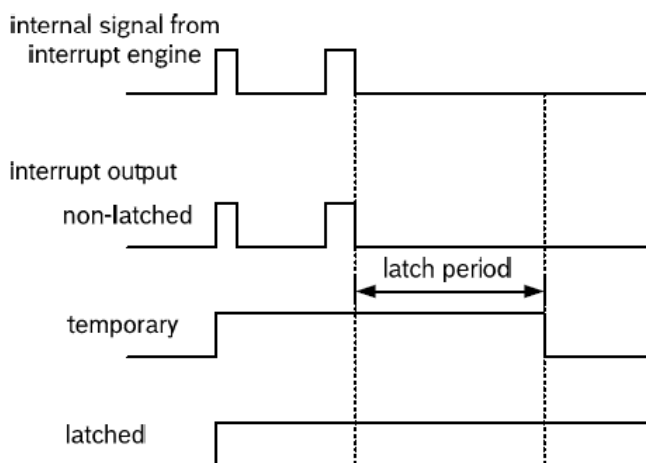 internal signal from
interrupt engine
interrupt output
non-latched
latch period
temporary
latched